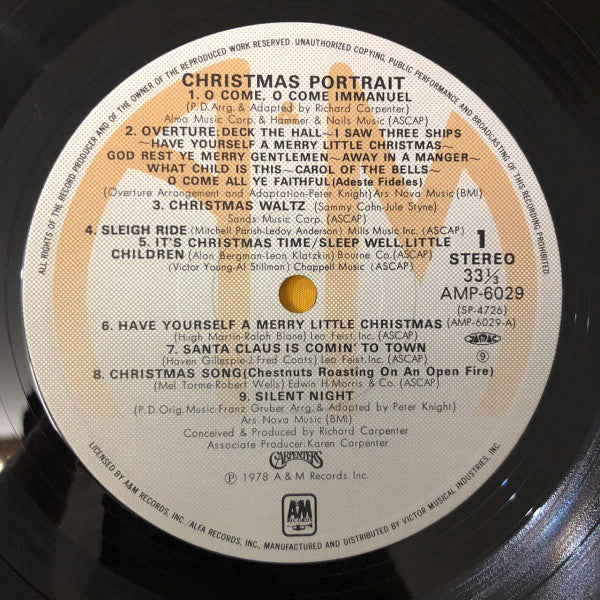 ALL RIGHTS OF THE RECORD PRODUCER AND OF THE OWNER OF THE REPRODUCED WORK RESERVED. UNAUTHORIZED COPYING, PUBLIC PERFORMANCE AND BROADCASTING OF THIS RECORDING PROHIBITED.
CHRISTMAS PORTRAIT
1. O COME, O COME IMMANUEL
(P.D. Arrg. & Adapted by Richard Carpenter)
Almo Music Corp. & Hammer & Nails Music (ASCAP)
2. OVERTURE: DECK THE HALL~I SAW THREE SHIPS
~HAVE YOURSELF A MERRY LITTLE CHRISTMAS~
GOD REST YE MERRY GENTLEMEN~AWAY IN A MANGER~
WHAT CHILD IS THIS~CAROL OF THE BELLS~
O COME ALL YE FAITHFUL (Adeste Fideles)
(Overture Arrangement and Adaptation-Peter Knight) Ars Nova Music (BMI)
3. CHRISTMAS WALTZ (Sammy Cahn-Jule Styne)
Sands Music Corp. (ASCAP)
4. SLEIGH RIDE (Mitchell Parish-Leday Anderson) Mills Music Inc. (ASCAP)
5. IT'S CHRISTMAS TIME/SLEEP WELL, LITTLE
CHILDREN (Alan Bergman-Leon Klatzkin) Bourne Co. (ASCAP)
(Victor Young-Al Stillman) Chappell Music (ASCAP)
1
STEREO
33⅓
AMP-6029
(SP-4726)
(AMP-6029-A)
JASRAC
⑨
6. HAVE YOURSELF A MERRY LITTLE CHRISTMAS
(Hugh Martin-Ralph Blane) Leo Feist Inc. (ASCAP)
7. SANTA CLAUS IS COMIN' TO TOWN
(Haven Gillespie-J. Fred Coats) Leo Feist, Inc. (ASCAP)
8. CHRISTMAS SONG (Chestnuts Roasting On An Open Fire)
(Mel Torme-Robert Wells) Edwin H. Morris & Co. (ASCAP)
9. SILENT NIGHT
(P.D. Orig. Music: Franz Gruber Arrg. & Adapted by Peter Knight)
Ars Nova Music (BMI)
Conceived & Produced by Richard Carpenter
Associate Producer: Karen Carpenter
CARPENTERS
Ⓟ 1978 A & M Records, Inc.
A&M
RECORDS
LICENSED BY A&M RECORDS, INC. ALFA RECORDS, INC., MANUFACTURED AND DISTRIBUTED BY VICTOR MUSICAL INDUSTRIES, INC.